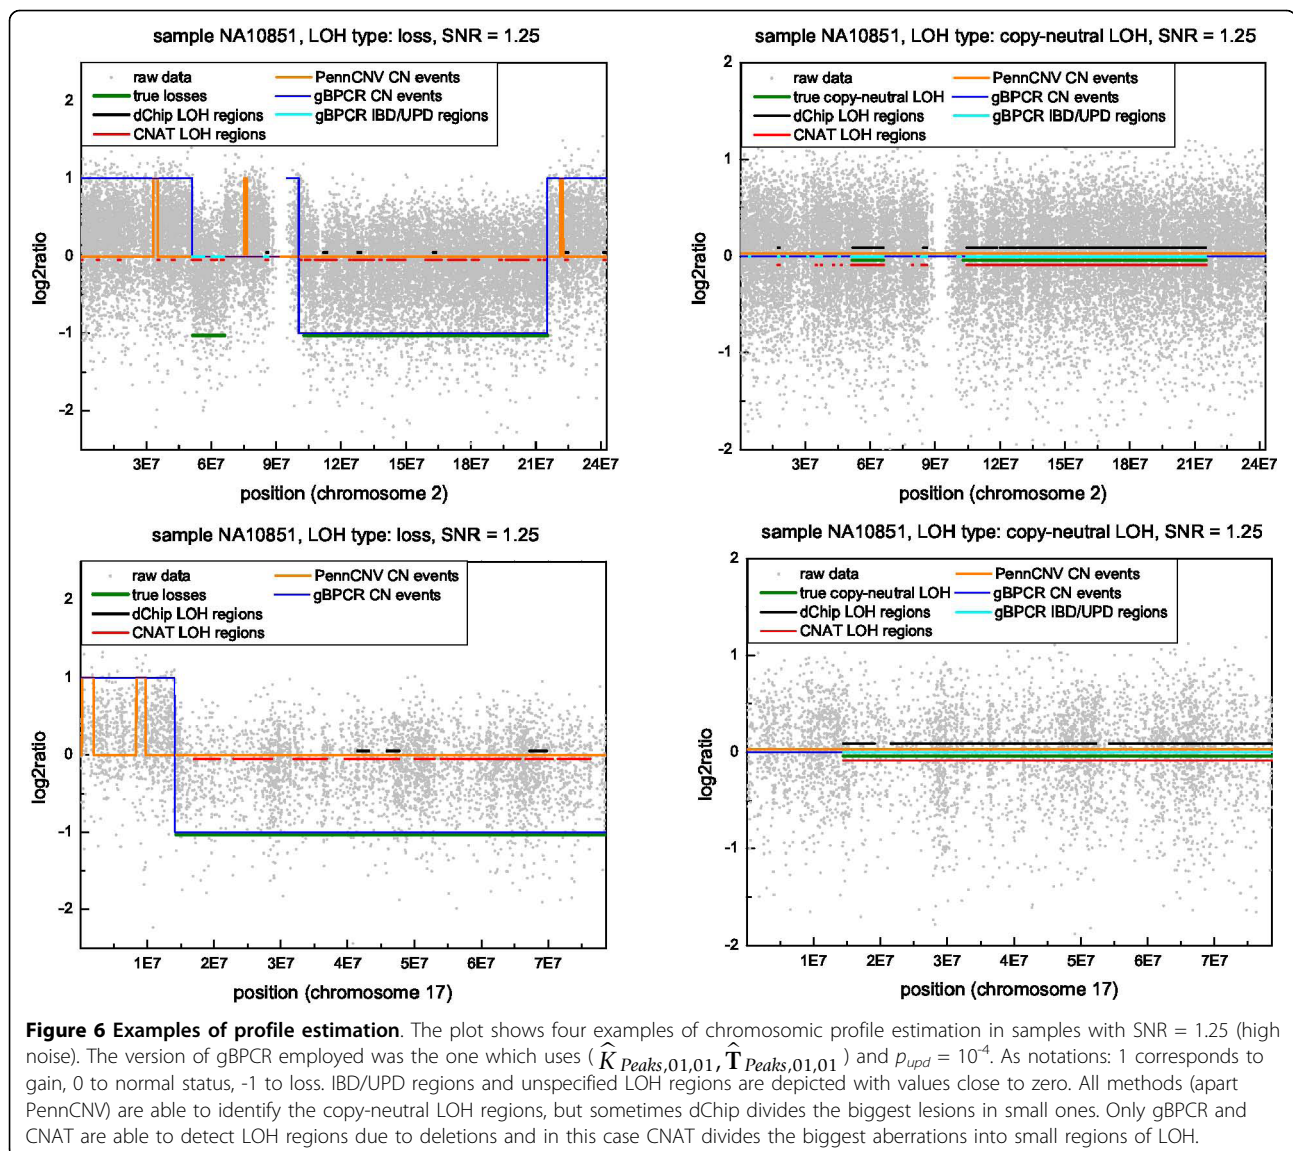 sample NA10851, LOH type: loss, SNR = 1.25
raw data
true losses
dChip LOH regions
CNAT LOH regions
PennCNV CN events
gBPCR CN events
gBPCR IBD/UPD regions
log2ratio
2
1
0
-1
-2
3E7 6E7 9E7 12E7 15E7 18E7 21E7 24E7
position (chromosome 2)
sample NA10851, LOH type: copy-neutral LOH, SNR = 1.25
raw data
true copy-neutral LOH
dChip LOH regions
CNAT LOH regions
PennCNV CN events
gBPCR CN events
gBPCR IBD/UPD regions
log2ratio
2
1
0
-1
-2
3E7 6E7 9E7 12E7 15E7 18E7 21E7 24E7
position (chromosome 2)
sample NA10851, LOH type: loss, SNR = 1.25
raw data
true losses
dChip LOH regions
CNAT LOH regions
PennCNV CN events
gBPCR CN events
log2ratio
2
1
0
-1
-2
1E7 2E7 3E7 4E7 5E7 6E7 7E7
position (chromosome 17)
sample NA10851, LOH type: copy-neutral LOH, SNR = 1.25
raw data
true copy-neutral LOH
dChip LOH regions
CNAT LOH regions
PennCNV CN events
gBPCR CN events
gBPCR IBD/UPD regions
log2ratio
2
1
0
-1
-2
1E7 2E7 3E7 4E7 5E7 6E7 7E7
position (chromosome 17)
Figure 6 Examples of profile estimation. The plot shows four examples of chromosomic profile estimation in samples with SNR = 1.25 (high
noise). The version of gBPCR employed was the one which uses ( K̂ Peaks,01,01 , T̂ Peaks,01,01 ) and p_upd = 10⁻⁴. As notations: 1 corresponds to
gain, 0 to normal status, -1 to loss. IBD/UPD regions and unspecified LOH regions are depicted with values close to zero. All methods (apart
PennCNV) are able to identify the copy-neutral LOH regions, but sometimes dChip divides the biggest lesions in small ones. Only gBPCR and
CNAT are able to detect LOH regions due to deletions and in this case CNAT divides the biggest aberrations into small regions of LOH.